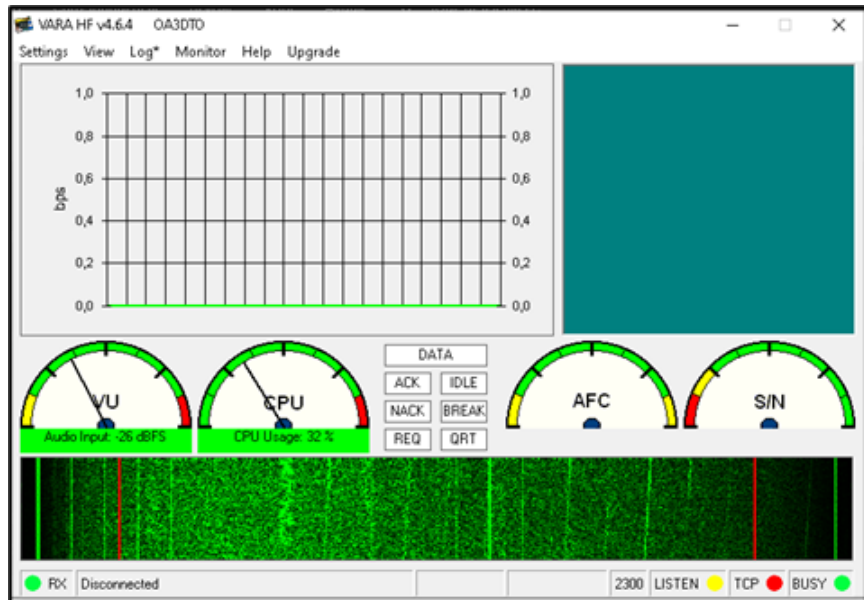 VARA HF v4.6.4 OA3DTO
Settings View Log* Monitor Help Upgrade
1,0 1,0
0,8 0,8
0,6 0,6
bps
0,4 0,4
0,2 0,2
0,0 0,0
DATA
ACK IDLE
NACK BREAK
REQ QRT
VU CPU AFC S/N
Audio Input: -26 dBFS CPU Usage: 32 %
RX Disconnected 2300 LISTEN TCP BUSY